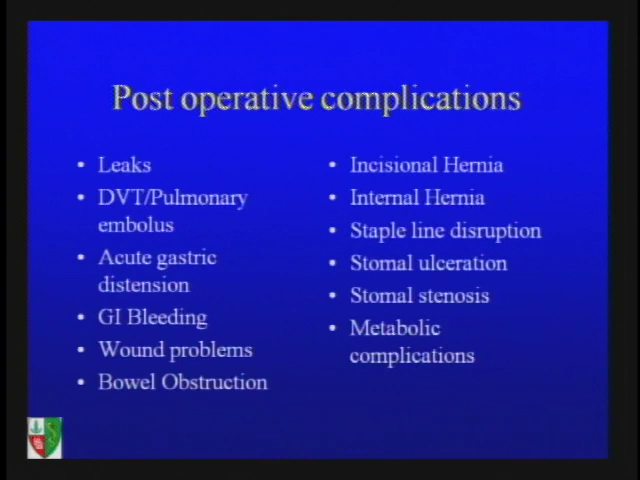 Post operative complications
• Leaks
• DVT/Pulmonary
embolus
• Acute gastric
distension
• GI Bleeding
• Wound problems
• Bowel Obstruction
• Incisional Hernia
• Internal Hernia
• Staple line disruption
• Stomal ulceration
• Stomal stenosis
• Metabolic
complications